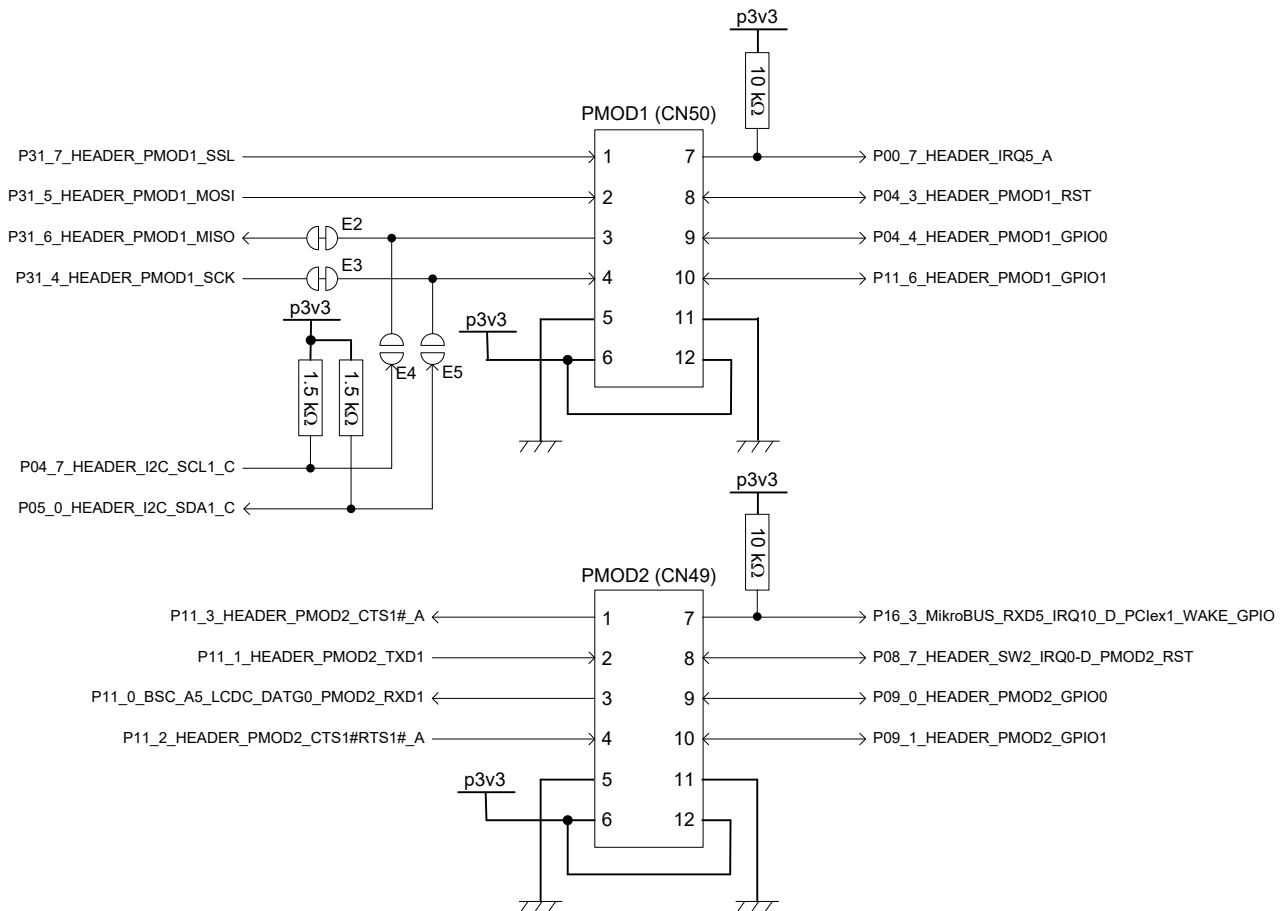 p3v3
10 kΩ
PMOD1 (CN50)
P31_7_HEADER_PMOD1_SSL 1 7 P00_7_HEADER_IRQ5_A
P31_5_HEADER_PMOD1_MOSI 2 8 P04_3_HEADER_PMOD1_RST
P31_6_HEADER_PMOD1_MISO E2 3 9 P04_4_HEADER_PMOD1_GPIO0
P31_4_HEADER_PMOD1_SCK E3 4 10 P11_6_HEADER_PMOD1_GPIO1
p3v3 p3v3 5 11
6 12
1.5 kΩ 1.5 kΩ E4 E5
P04_7_HEADER_I2C_SCL1_C
P05_0_HEADER_I2C_SDA1_C
p3v3
10 kΩ
PMOD2 (CN49)
P11_3_HEADER_PMOD2_CTS1#_A 1 7 P16_3_MikroBUS_RXD5_IRQ10_D_PCIex1_WAKE_GPIO
P11_1_HEADER_PMOD2_TXD1 2 8 P08_7_HEADER_SW2_IRQ0-D_PMOD2_RST
P11_0_BSC_A5_LCDC_DATG0_PMOD2_RXD1 3 9 P09_0_HEADER_PMOD2_GPIO0
P11_2_HEADER_PMOD2_CTS1#RTS1#_A 4 10 P09_1_HEADER_PMOD2_GPIO1
p3v3 5 11
6 12